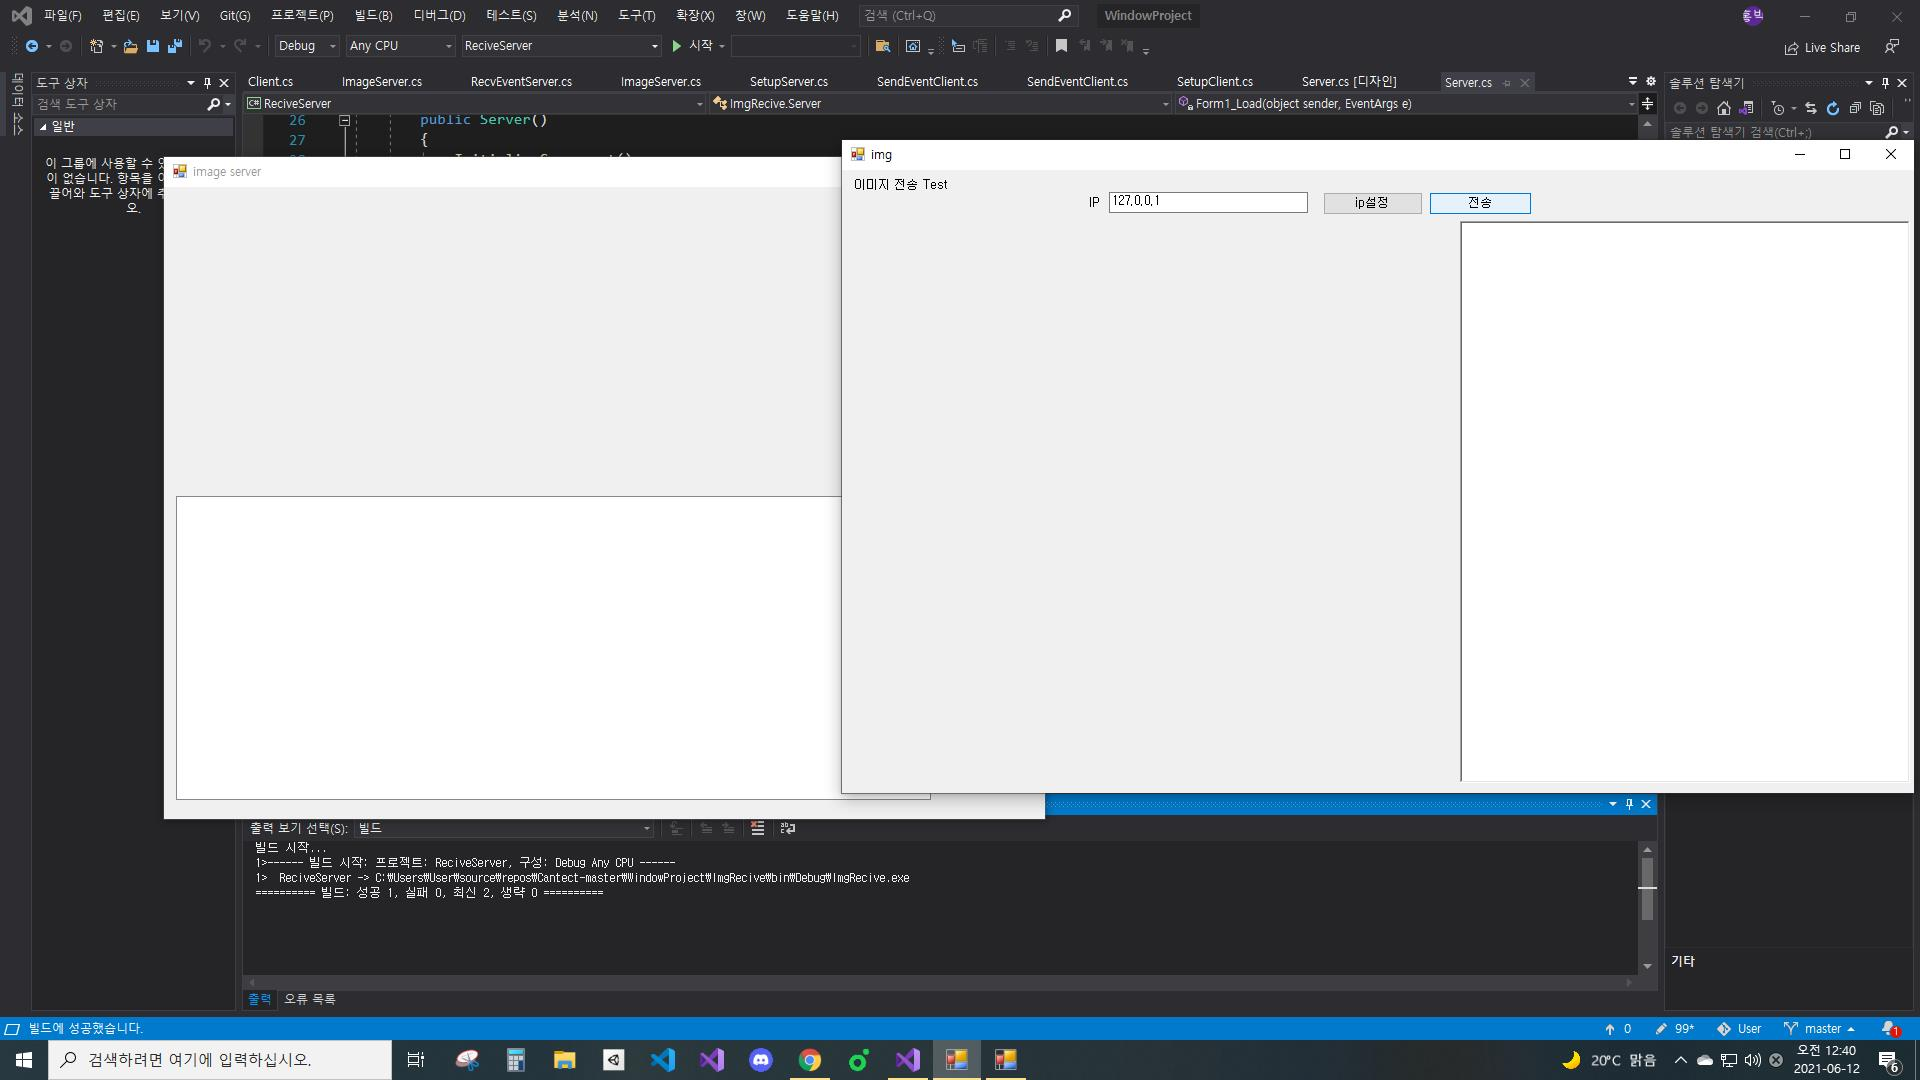 파일(F) 편집(E) 보기(V) Git(G) 프로젝트(P) 빌드(B) 디버그(D) 테스트(S) 분석(N) 도구(T) 확장(X) 창(W) 도움말(H) 검색 (Ctrl+Q) WindowProject 홍빅
Debug Any CPU ReciveServer 시작 Live Share
데이터 소스
도구 상자
검색 도구 상자
일반
이 그룹에 사용할 수 있
이 없습니다. 항목을 이
끌어와 도구 상자에 추
오.
Client.cs ImageServer.cs RecvEventServer.cs ImageServer.cs SetupServer.cs SendEventClient.cs SendEventClient.cs SetupClient.cs Server.cs [디자인] Server.cs
ReciveServer ImgRecive.Server Form1_Load(object sender, EventArgs e)
26 public Server()
27 {
솔루션 탐색기
솔루션 탐색기 검색(Ctrl+;)
image server
img
이미지 전송 Test
IP 127.0.0.1 ip설정 전송
출력 보기 선택(S): 빌드
빌드 시작...
1>------ 빌드 시작: 프로젝트: ReciveServer, 구성: Debug Any CPU ------
1>  ReciveServer -> C:₩Users₩User₩source₩repos₩Cantect-master₩WindowProject₩ImgRecive₩bin₩Debug₩ImgRecive.exe
========== 빌드: 성공 1, 실패 0, 최신 2, 생략 0 ==========
출력 오류 목록
기타
빌드에 성공했습니다. 0 99* User master 1
검색하려면 여기에 입력하십시오. 20°C 맑음 오전 12:40
2021-06-12 6